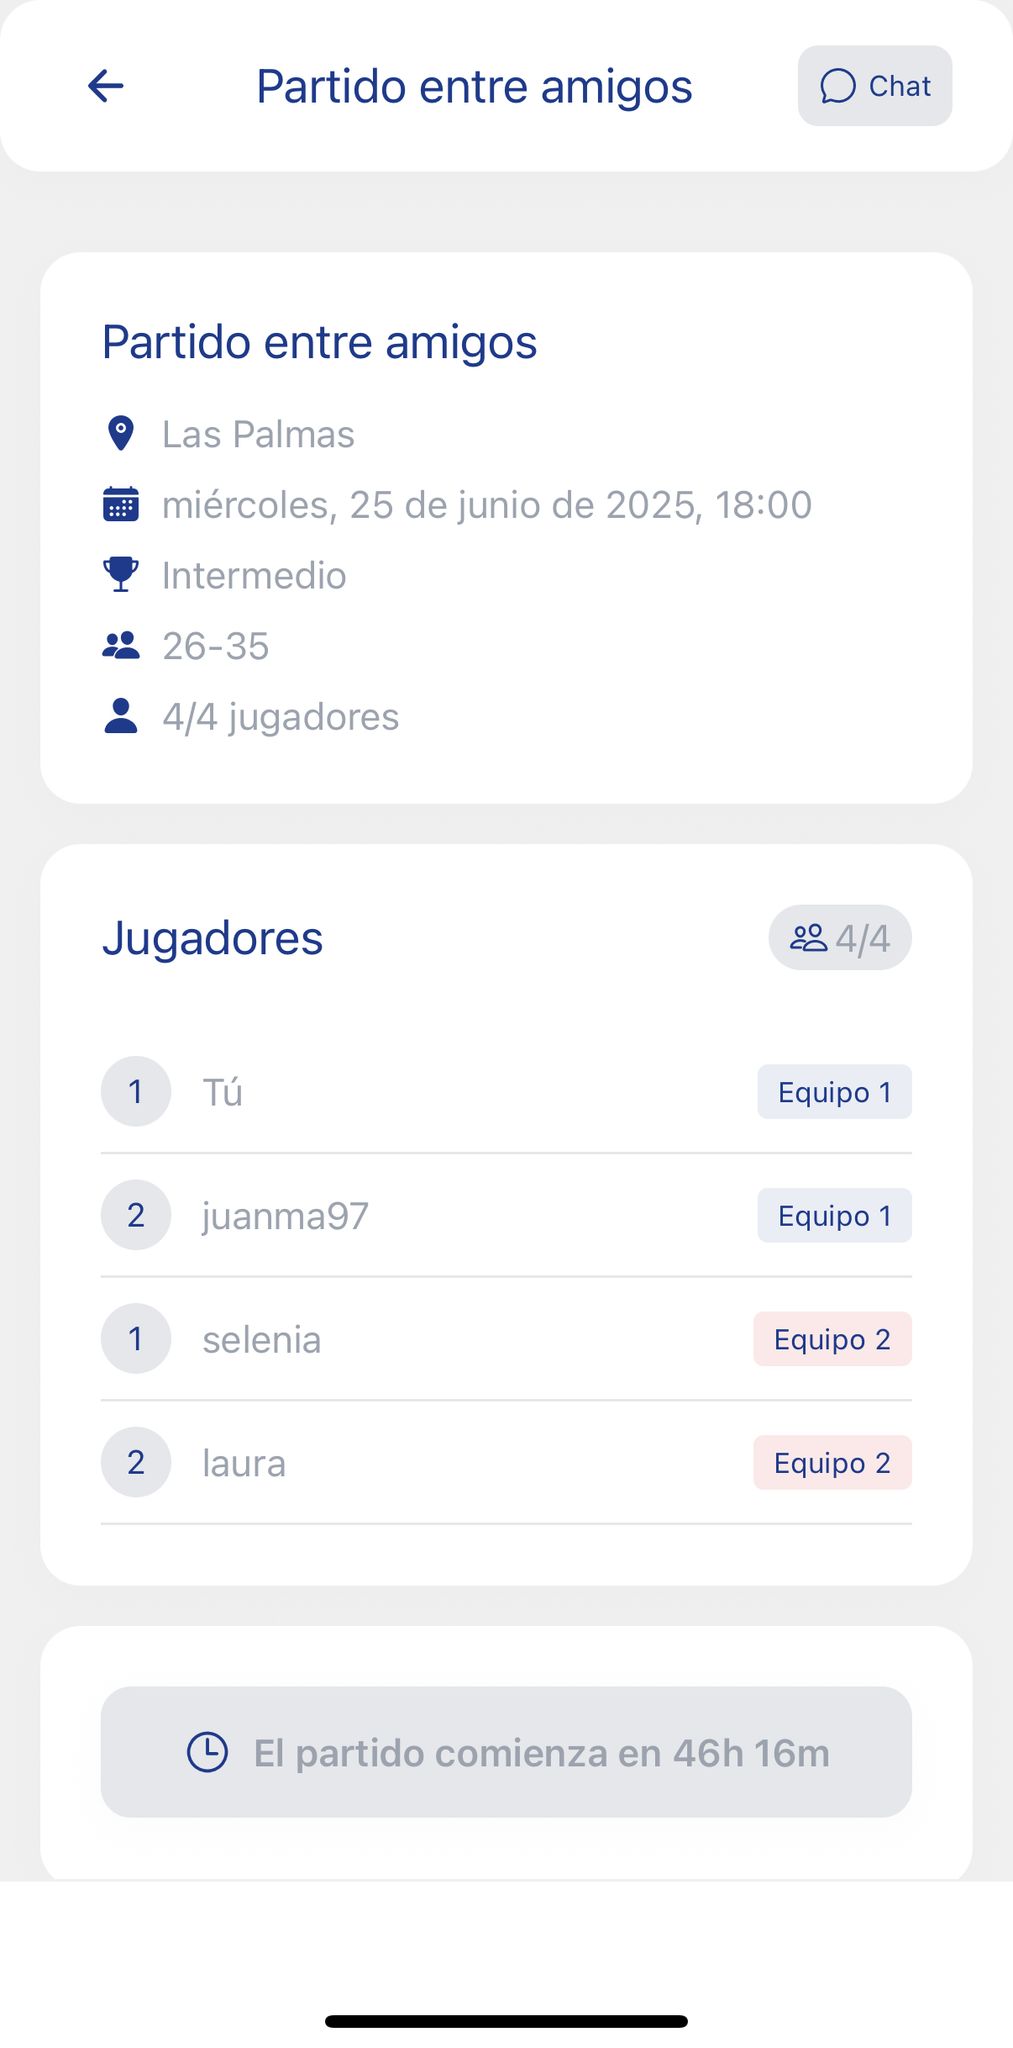 Partido entre amigos
Chat
Partido entre amigos
Las Palmas
miércoles, 25 de junio de 2025, 18:00
Intermedio
26-35
4/4 jugadores
Jugadores
4/4
1 Tú Equipo 1
2 juanma97 Equipo 1
1 selenia Equipo 2
2 laura Equipo 2
El partido comienza en 46h 16m